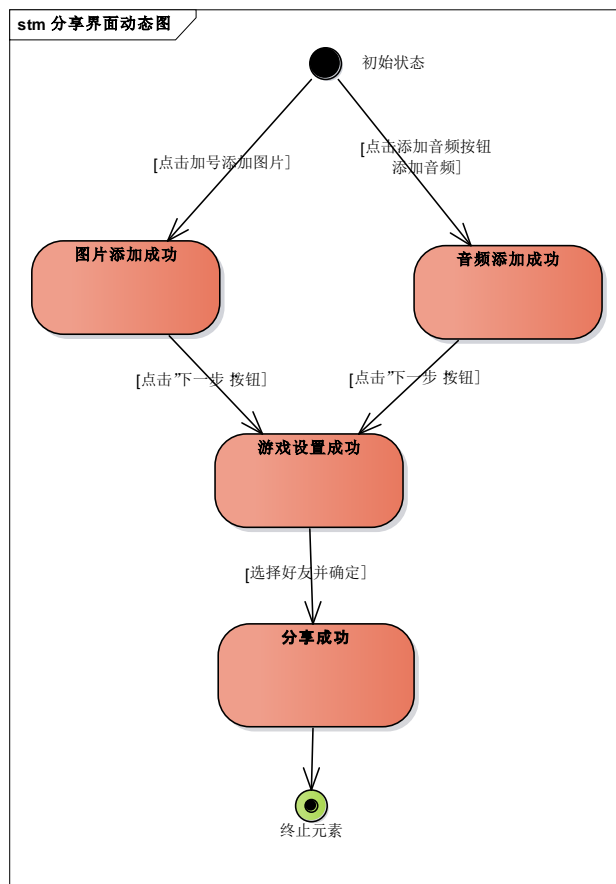 stm 分享界面动态图
初始状态
[点击加号添加图片]
[点击添加音频按钮
添加音频]
图片添加成功
音频添加成功
[点击”下一步”按钮]
[点击”下一步”按钮]
游戏设置成功
[选择好友并确定]
分享成功
终止元素